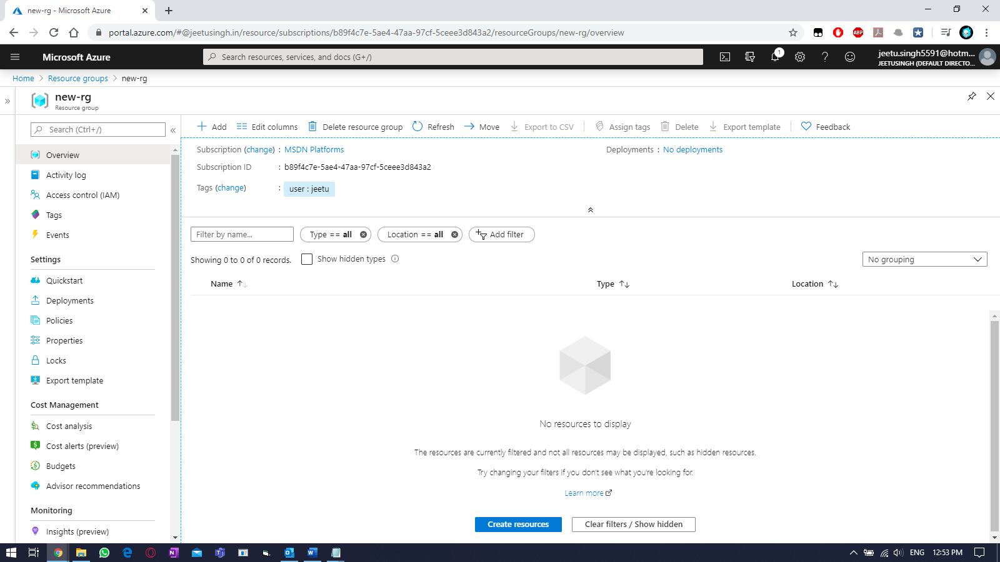 new-rg - Microsoft Azure
portal.azure.com/#@jeetusingh.in/resource/subscriptions/b89f4c7e-5ae4-47aa-97cf-5ceee3d843a2/resourceGroups/new-rg/overview
ABP
Microsoft Azure
Search resources, services, and docs (G+/)
1
jeetu.singh5591@hotm...
JEETUSINGH (DEFAULT DIRECTO...
Home > Resource groups > new-rg
new-rg
Resource group
Search (Ctrl+/)
Add
Edit columns
Delete resource group
Refresh
Move
Export to CSV
Assign tags
Delete
Export template
Feedback
Overview
Activity log
Access control (IAM)
Tags
Events
Settings
Quickstart
Deployments
Policies
Properties
Locks
Export template
Cost Management
Cost analysis
Cost alerts (preview)
Budgets
Advisor recommendations
Monitoring
Insights (preview)
Subscription (change) : MSDN Platforms
Deployments : No deployments
Subscription ID : b89f4c7e-5ae4-47aa-97cf-5ceee3d843a2
Tags (change) : user : jeetu
Filter by name...
Type == all
Location == all
Add filter
Showing 0 to 0 of 0 records.
Show hidden types
No grouping
Name
Type
Location
No resources to display
The resources are currently filtered and not all resources may be displayed, such as hidden resources.
Try changing your filters if you don't see what you're looking for.
Learn more
Create resources
Clear filters / Show hidden
ENG
12:53 PM